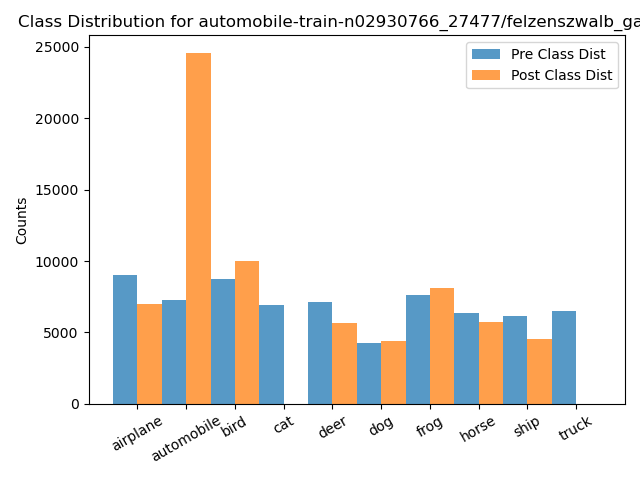 Class Distribution for automobile-train-n02930766_27477/felzenszwalb_ga
Pre Class Dist
Post Class Dist
Counts
25000
20000
15000
10000
5000
0
airplane
automobile
bird
cat
deer
dog
frog
horse
ship
truck